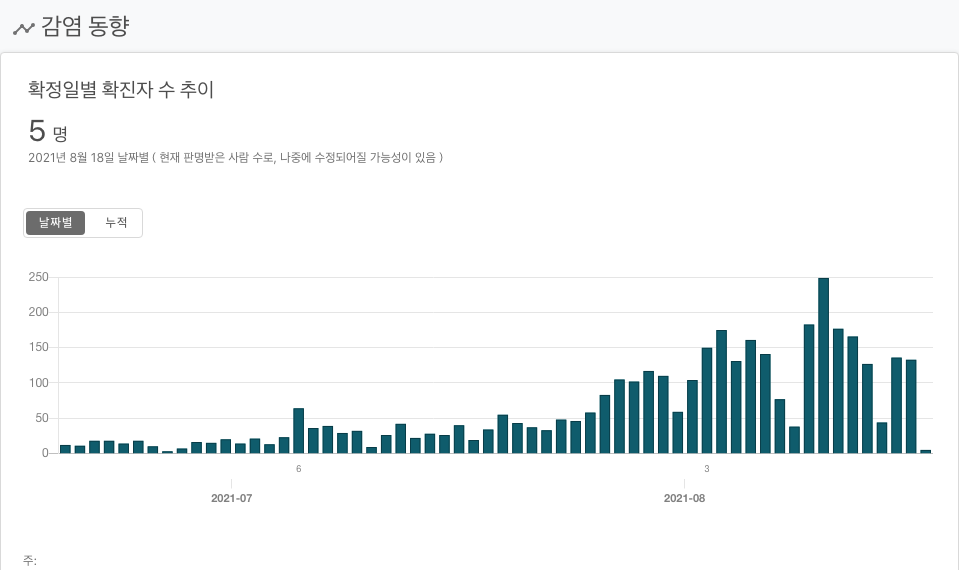 감염 동향
확정일별 확진자 수 추이
5 명
2021년 8월 18일 날짜별 ( 현재 판명받은 사람 수로, 나중에 수정되어질 가능성이 있음 )
날짜별 누적
250
200
150
100
50
0
6 3
2021-07 2021-08
주: